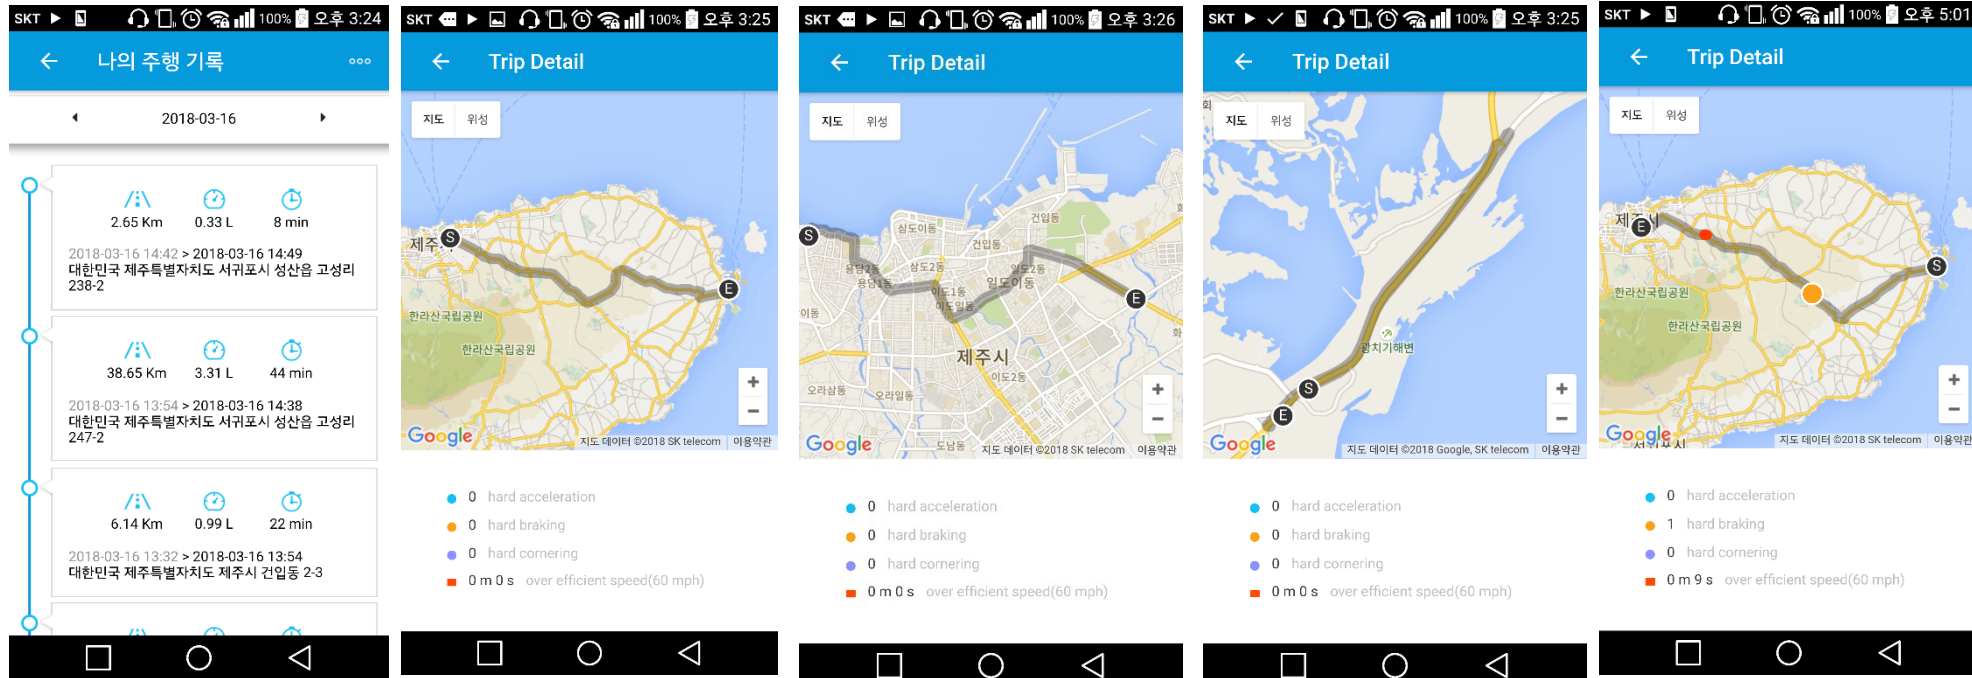 SKT 100% 오후 3:24
나의 주행 기록
2018-03-16
2.65 Km 0.33 L 8 min
2018-03-16 14:42 > 2018-03-16 14:49
대한민국 제주특별자치도 서귀포시 성산읍 고성리
238-2
38.65 Km 3.31 L 44 min
2018-03-16 13:54 > 2018-03-16 14:38
대한민국 제주특별자치도 서귀포시 성산읍 고성리
247-2
6.14 Km 0.99 L 22 min
2018-03-16 13:32 > 2018-03-16 13:54
대한민국 제주특별자치도 제주시 건입동 2-3
SKT 100% 오후 3:25
Trip Detail
지도 위성
S
E
한라산국립공원
한라산국립공원
+
−
Google 지도 데이터 ©2018 SK telecom 이용약관
0 hard acceleration
0 hard braking
0 hard cornering
0 m 0 s over efficient speed(60 mph)
SKT 100% 오후 3:26
Trip Detail
지도 위성
건입동
삼도이동
S
건입동
용담2동 삼도2동 일도2동
용담1동 일도이동
이도1동
이도일동
E
이동
제주시
이도2동
오라삼동
오라일동
도남동
+
−
Google 지도 데이터 ©2018 SK telecom 이용약관
0 hard acceleration
0 hard braking
0 hard cornering
0 m 0 s over efficient speed(60 mph)
SKT 100% 오후 3:25
Trip Detail
지도 위성
광치기해변
S
E
+
−
Google 지도 데이터 ©2018 Google, SK telecom 이용약관
0 hard acceleration
0 hard braking
0 hard cornering
0 m 0 s over efficient speed(60 mph)
SKT 100% 오후 5:01
Trip Detail
지도 위성
제주시
E
S
한라산국립공원
한라산국립공원
+
−
Google 지도 데이터 ©2018 SK telecom 이용약관
서귀포시
0 hard acceleration
1 hard braking
0 hard cornering
0 m 9 s over efficient speed(60 mph)